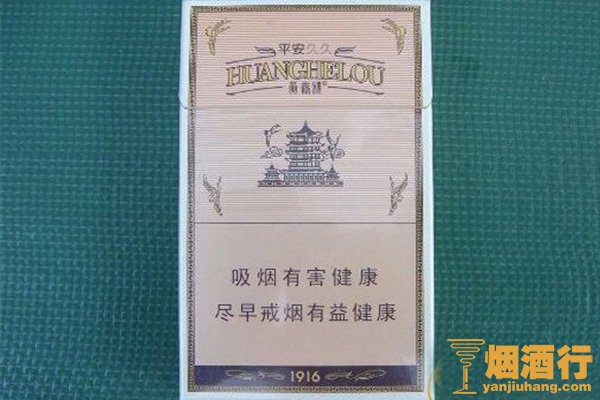 平安久久
HUANGHELOU
黄鹤楼
吸烟有害健康
尽早戒烟有益健康
1916
烟酒行
yanjiuhang.com